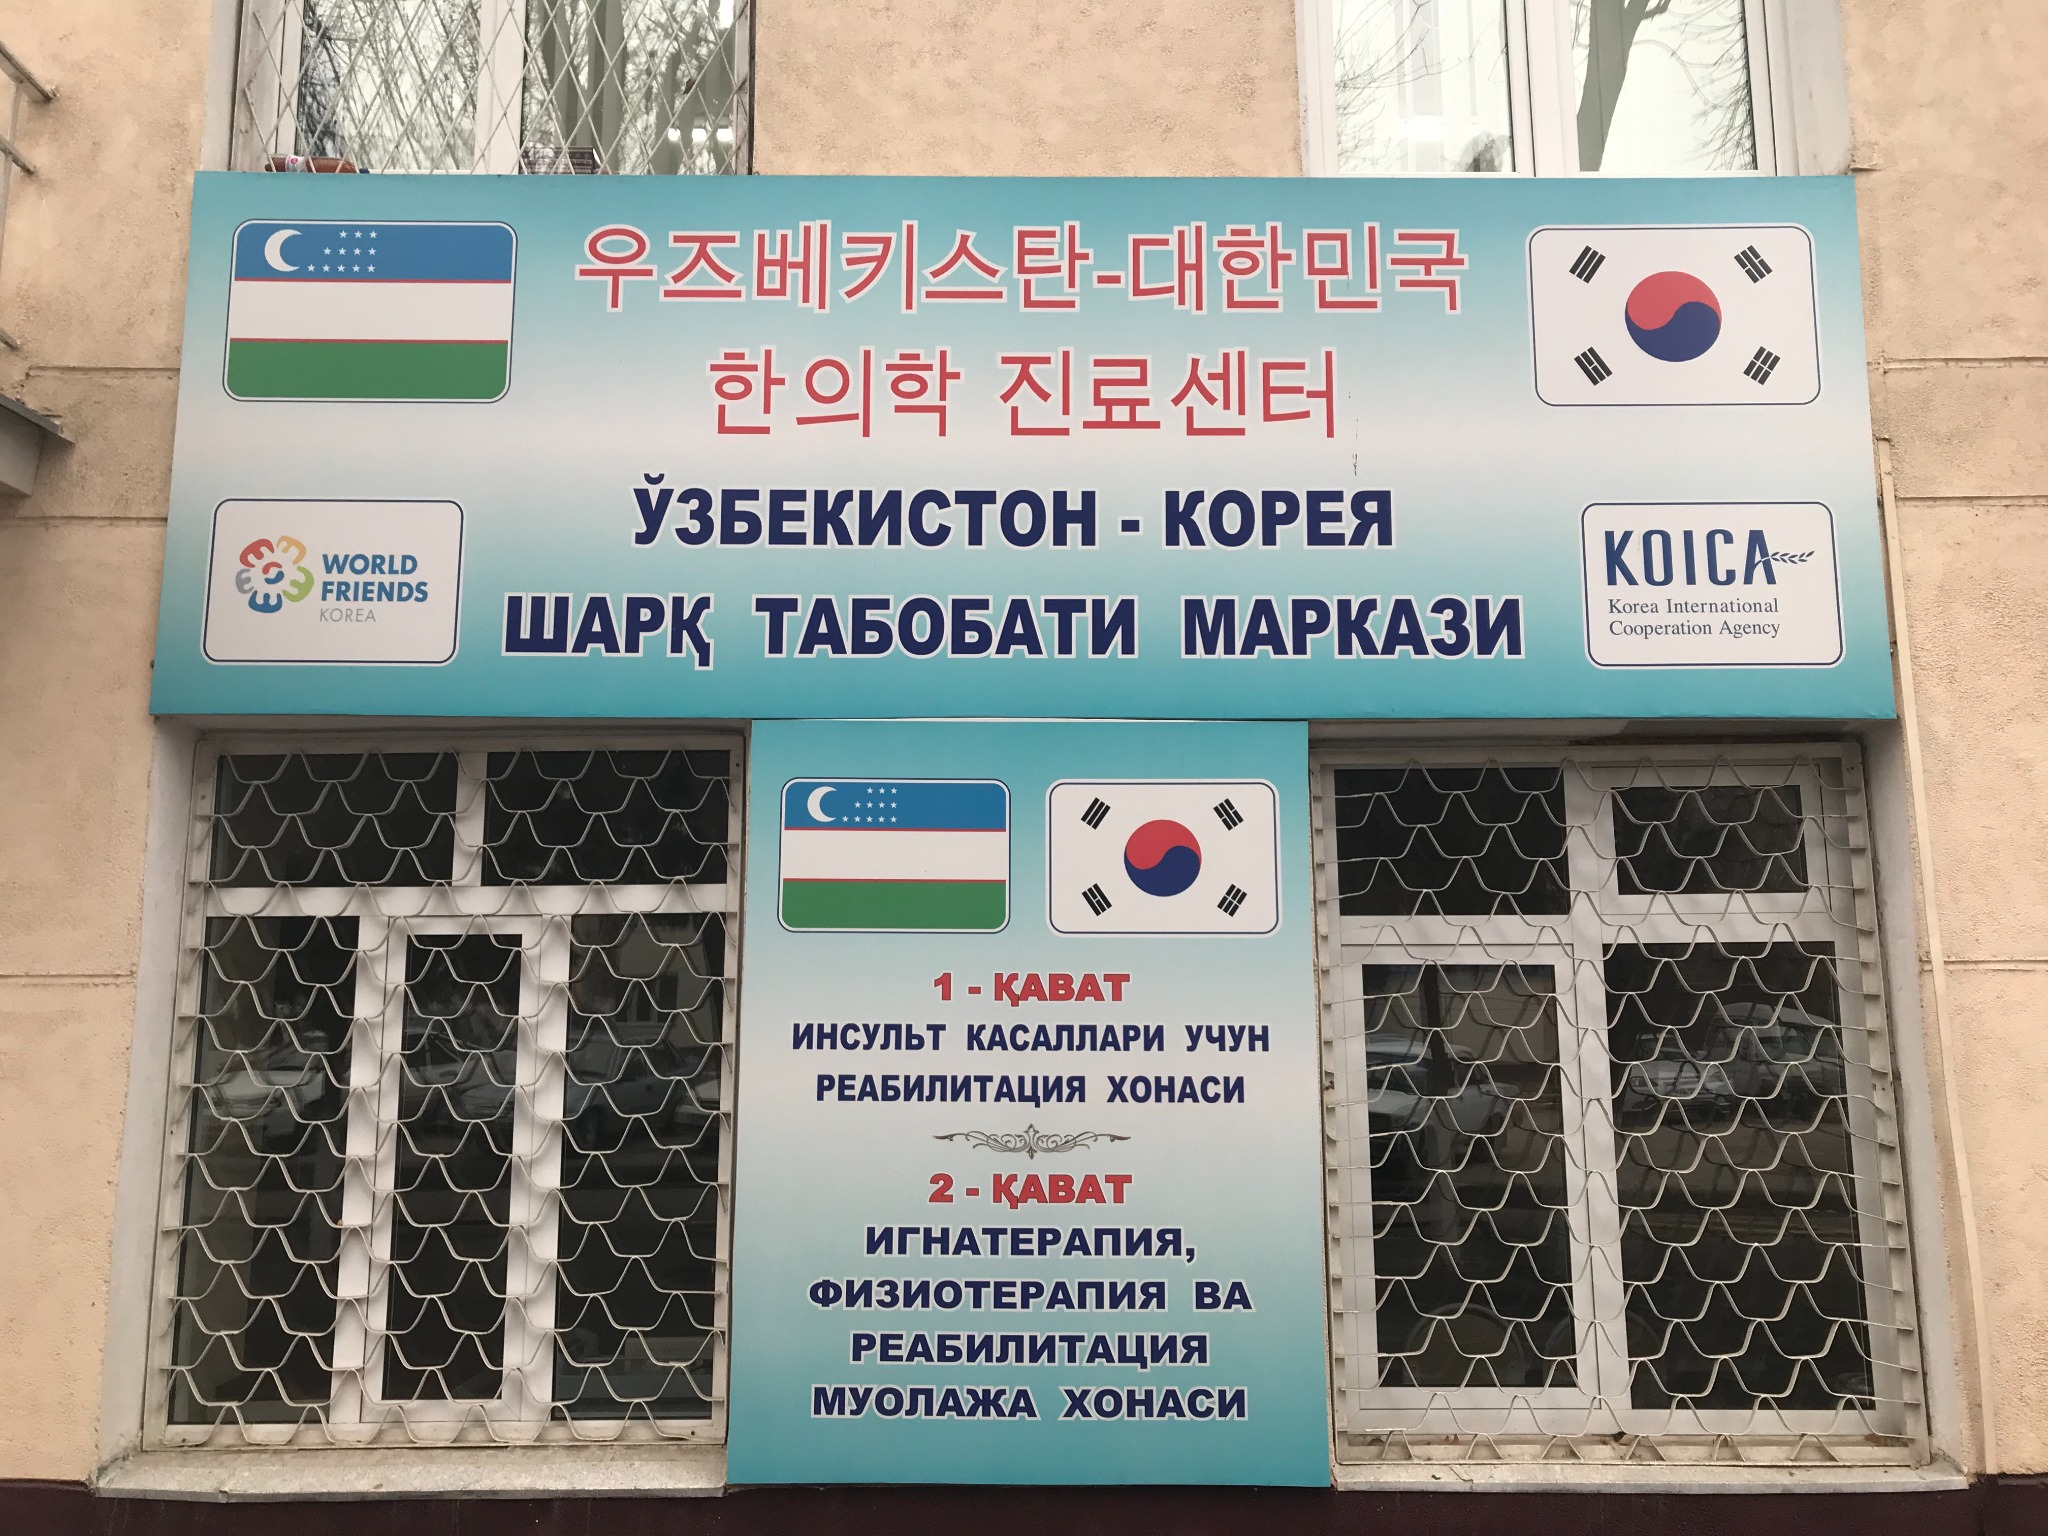 우즈베키스탄-대한민국
한의학 진료센터
ЎЗБЕКИСТОН - КОРЕЯ
ШАРҚ ТАБОБАТИ МАРКАЗИ
WORLD
FRIENDS
KOREA
KOICA
Korea International
Cooperation Agency
1 - ҚАВАТ
ИНСУЛЬТ КАСАЛЛАРИ УЧУН
РЕАБИЛИТАЦИЯ ХОНАСИ
2 - ҚАВАТ
ИГНАТЕРАПИЯ,
ФИЗИОТЕРАПИЯ ВА
РЕАБИЛИТАЦИЯ
МУОЛАЖА ХОНАСИ